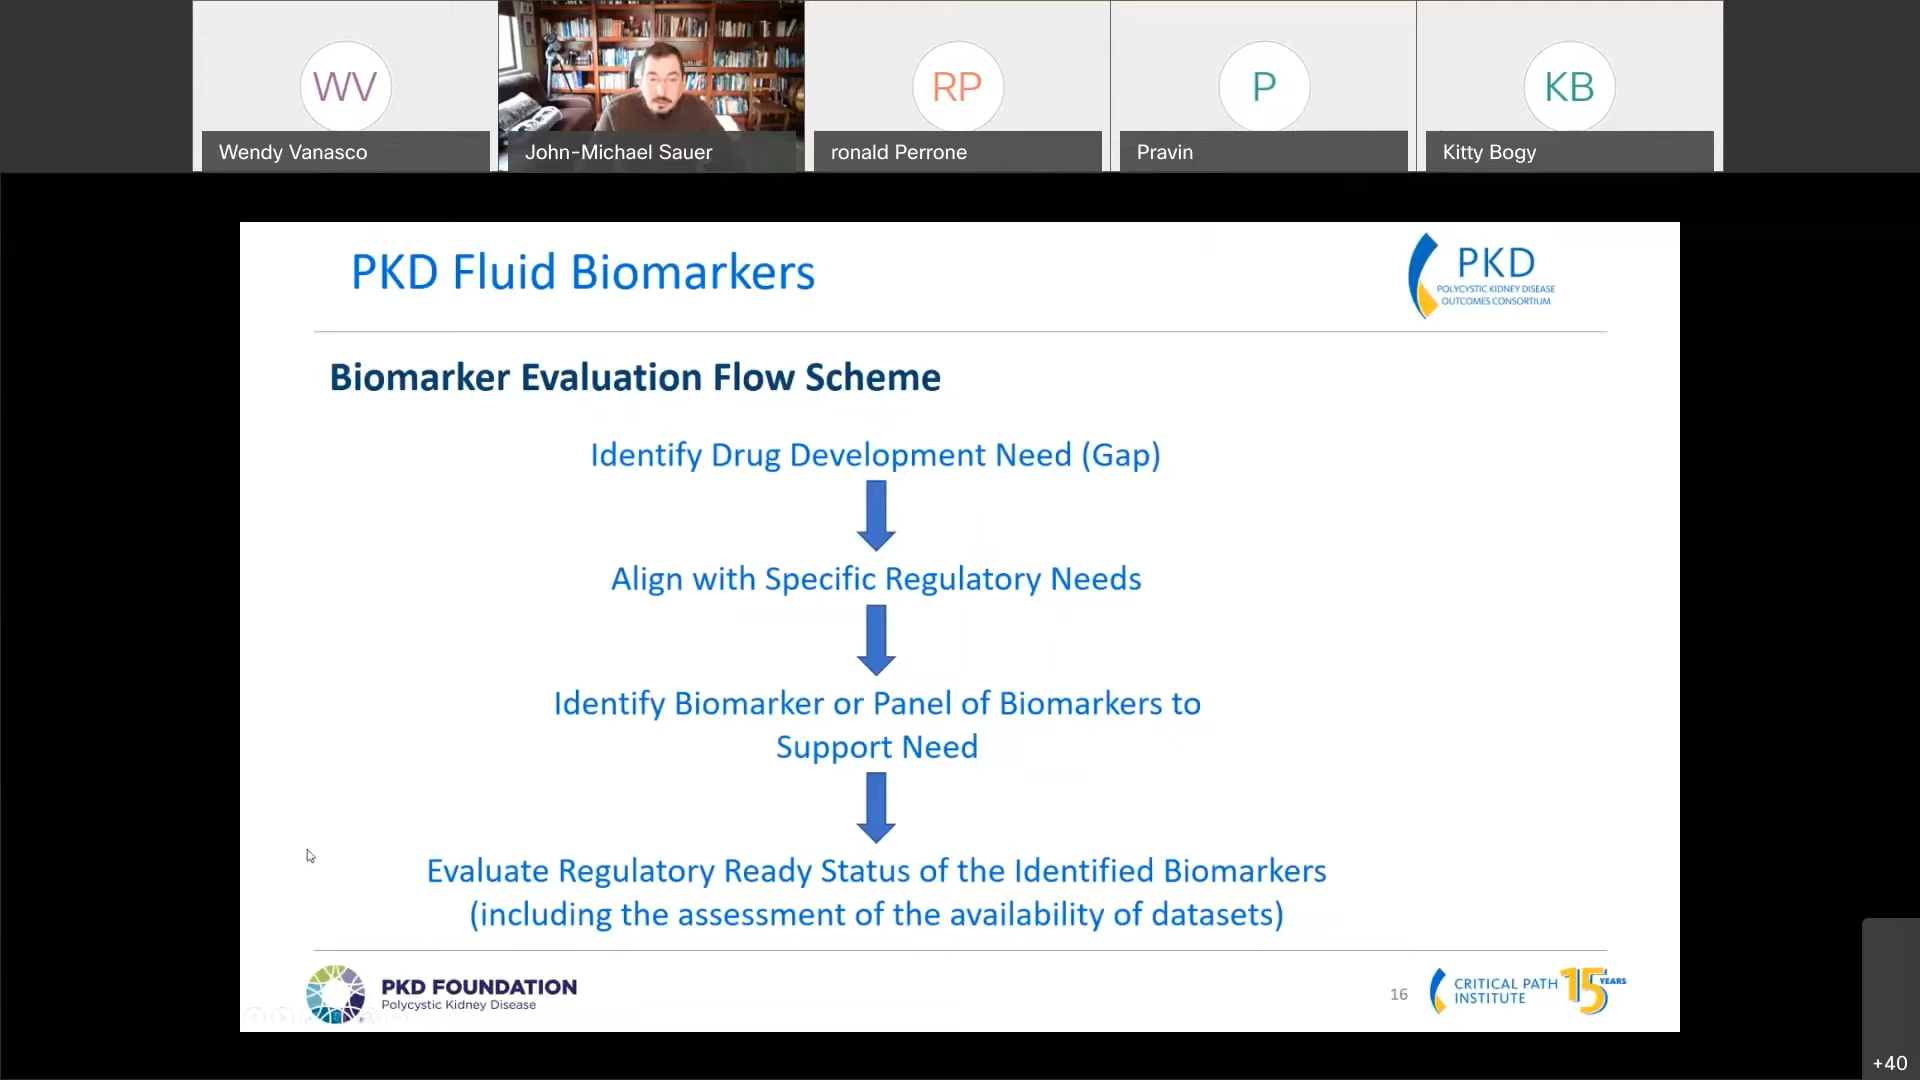 WV
RP
P
KB
Wendy Vanasco
John-Michael Sauer
ronald Perrone
Pravin
Kitty Bogy
PKD Fluid Biomarkers
PKD
POLYCYSTIC KIDNEY DISEASE
OUTCOMES CONSORTIUM
Biomarker Evaluation Flow Scheme
Identify Drug Development Need (Gap)
Align with Specific Regulatory Needs
Identify Biomarker or Panel of Biomarkers to
Support Need
Evaluate Regulatory Ready Status of the Identified Biomarkers
(including the assessment of the availability of datasets)
PKD FOUNDATION
Polycystic Kidney Disease
16
CRITICAL PATH
INSTITUTE
15 YEARS
+40